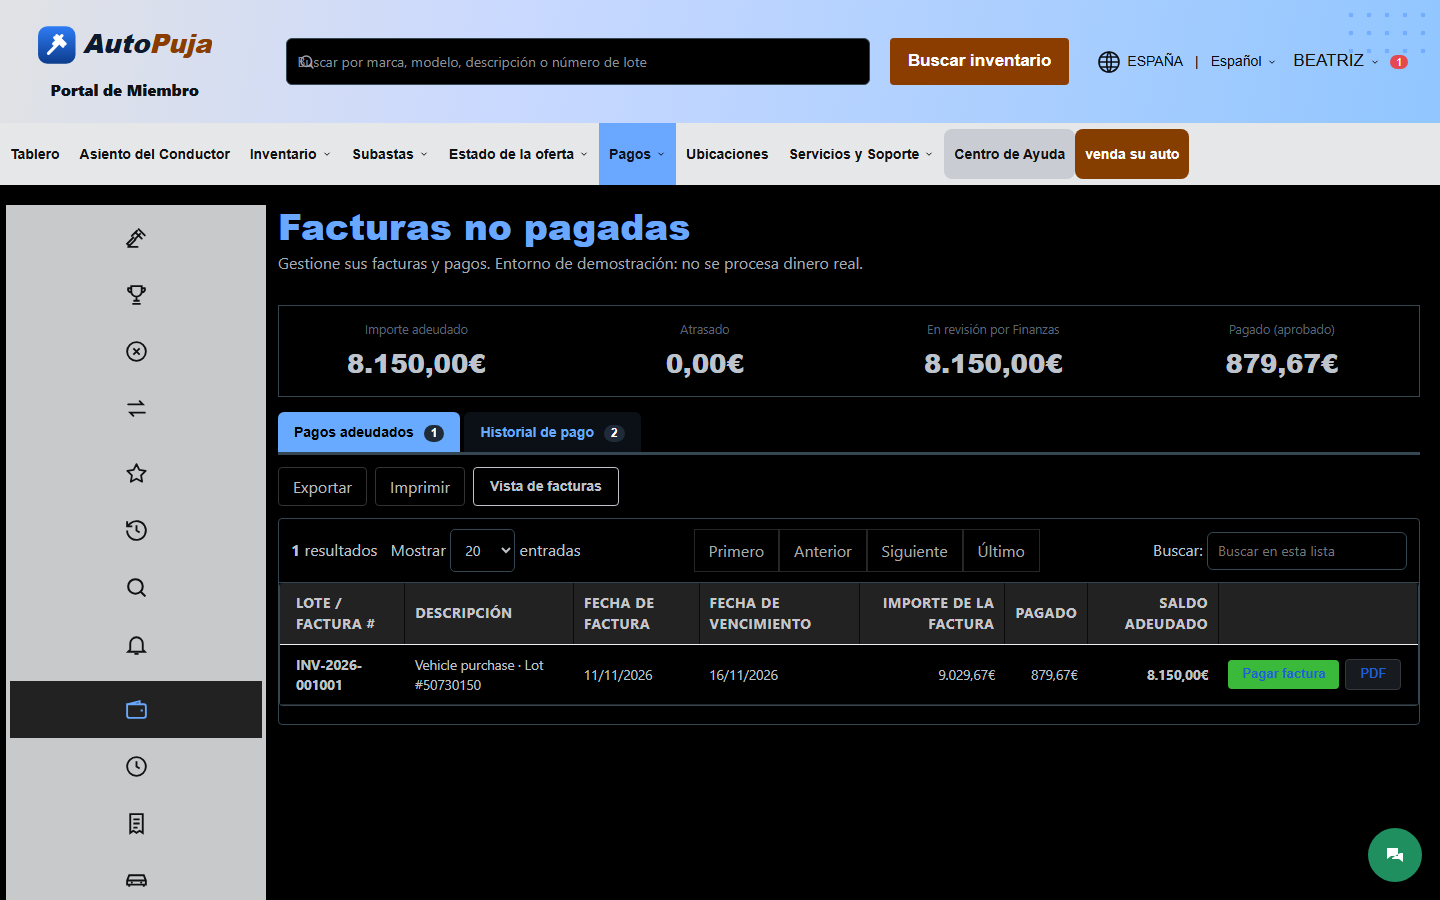 AutoPuja
Portal de Miembro
Buscar por marca, modelo, descripción o número de lote
Buscar inventario
ESPAÑA | Español
BEATRIZ
1
Tablero
Asiento del Conductor
Inventario
Subastas
Estado de la oferta
Pagos
Ubicaciones
Servicios y Soporte
Centro de Ayuda
venda su auto
Facturas no pagadas
Gestione sus facturas y pagos. Entorno de demostración: no se procesa dinero real.
Importe adeudado
8.150,00€
Atrasado
0,00€
En revisión por Finanzas
8.150,00€
Pagado (aprobado)
879,67€
Pagos adeudados 1
Historial de pago 2
Exportar
Imprimir
Vista de facturas
1 resultados
Mostrar 20 entradas
Primero
Anterior
Siguiente
Último
Buscar: Buscar en esta lista
LOTE /
FACTURA #
DESCRIPCIÓN
FECHA DE
FACTURA
FECHA DE
VENCIMIENTO
IMPORTE DE LA
FACTURA
PAGADO
SALDO
ADEUDADO
INV-2026-
001001
Vehicle purchase · Lot
#50730150
11/11/2026
16/11/2026
9.029,67€
879,67€
8.150,00€
Pagar factura
PDF